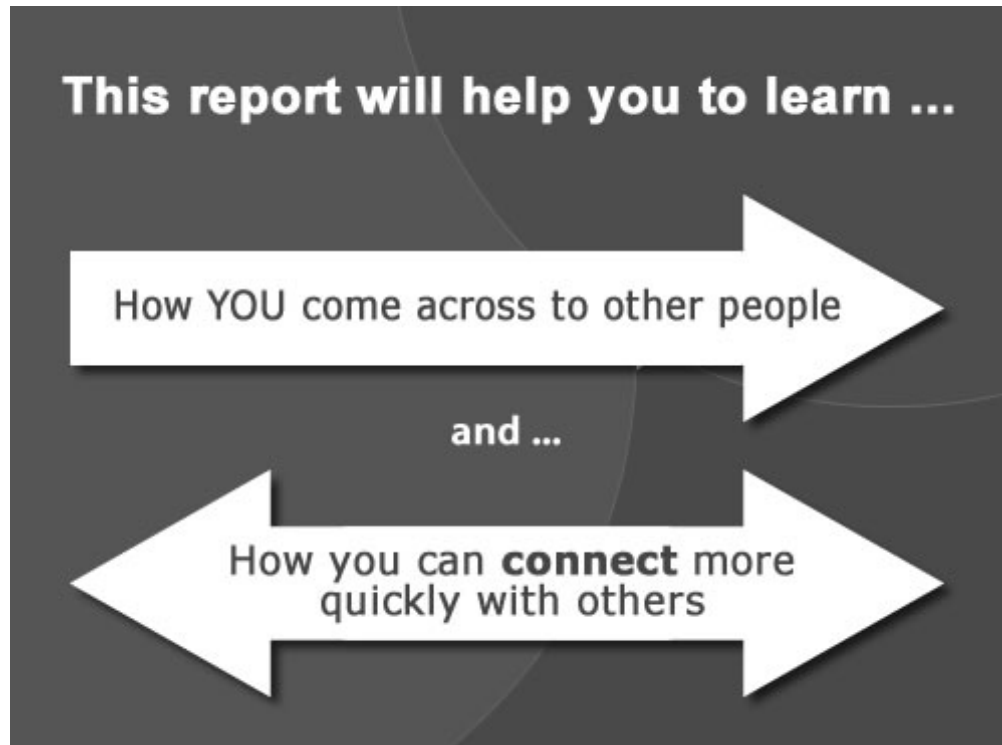 This report will help you to learn ...
How YOU come across to other people
and ...
How you can connect more
quickly with others